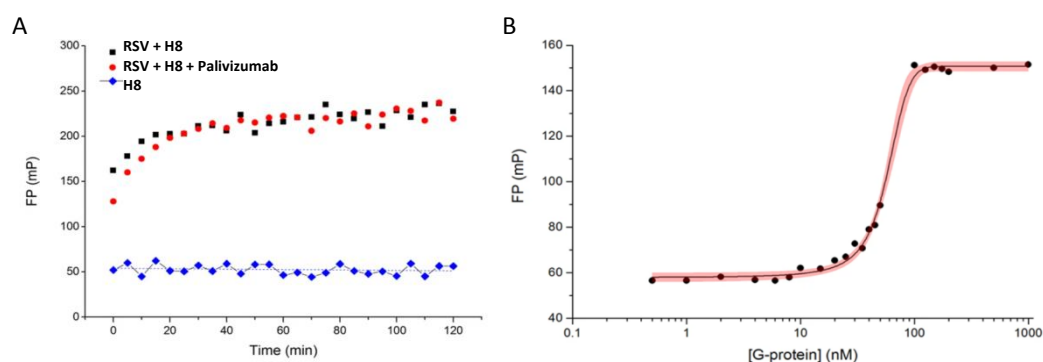 A
B
300
250
200
150
100
50
0
FP (mP)
RSV + H8
RSV + H8 + Palivizumab
H8
0 20 40 60 80 100 120
Time (min)
160
140
120
100
80
60
40
FP (mP)
0.1 1 10 100 1000
[G-protein] (nM)